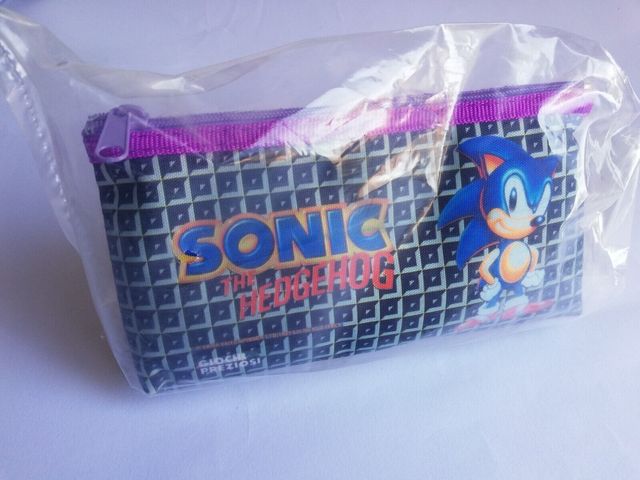 SONIC
THE
HEDGEHOG
GIOCHI
PREZIOSI